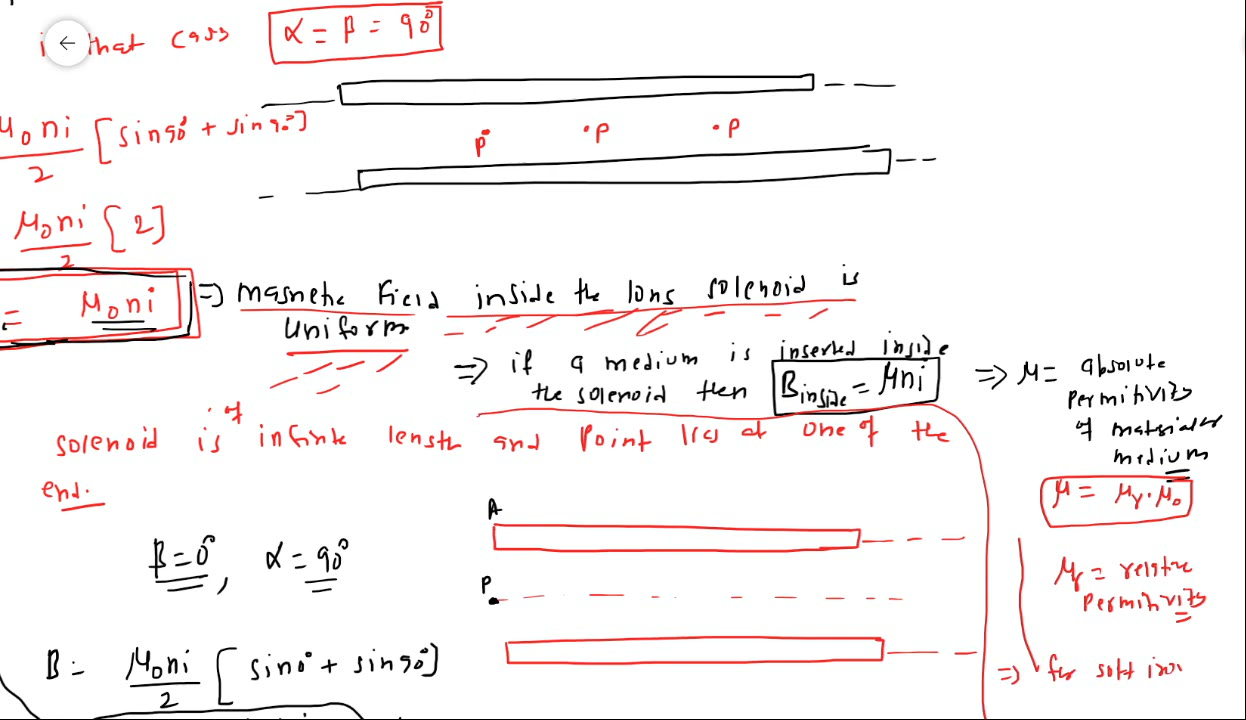 in that cass α = β = 90°
μ₀ni/2 [sin90° + sin90°]
P P P
μ₀ni/2 [2]
= μ₀ni ⇒ magnetic Field inside the long solenoid is
uniform
⇒ if a medium is inserted inside
the solenoid then B inside = μni
⇒ μ = absolute
permitivity
of material
medium
μ = μr . μ₀
μr = relative
permitivity
⇒ for soft iron
solenoid is of infinite length and Point lies at one of the
end.
A
β = 0°, α = 90°
P
B = μ₀ni/2 [sin0° + sin90°]